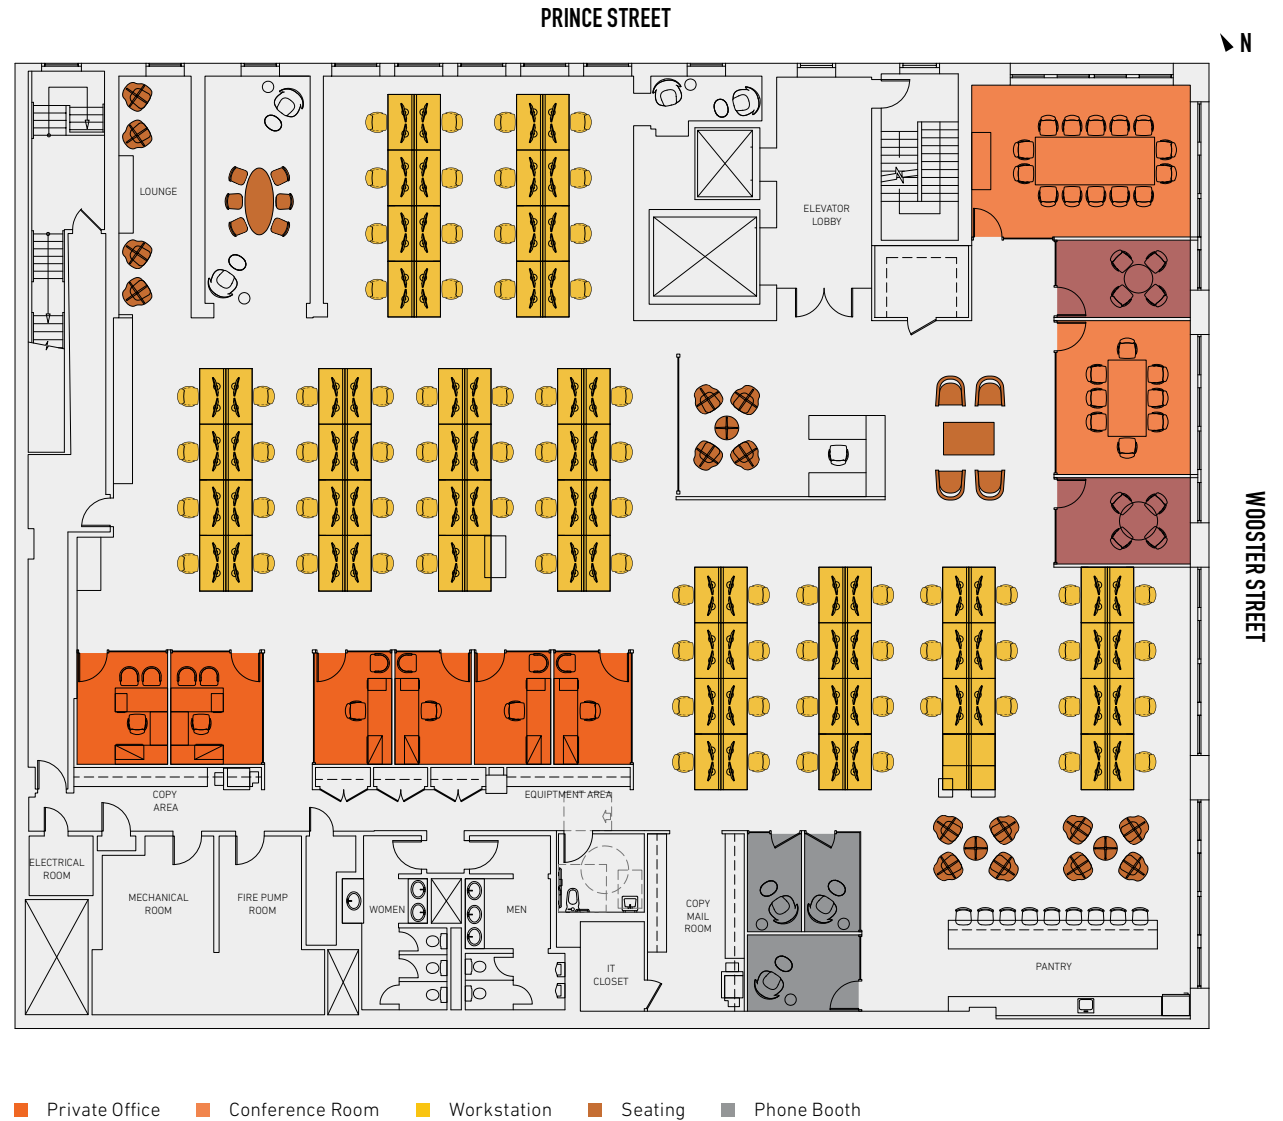 PRINCE STREET
N
LOUNGE
ELEVATOR
LOBBY
WOOSTER STREET
COPY
AREA
EQUIPTMENT AREA
ELECTRICAL
ROOM
MECHANICAL
ROOM
FIRE PUMP
ROOM
WOMEN
MEN
COPY
MAIL
ROOM
IT
CLOSET
PANTRY
Private Office
Conference Room
Workstation
Seating
Phone Booth